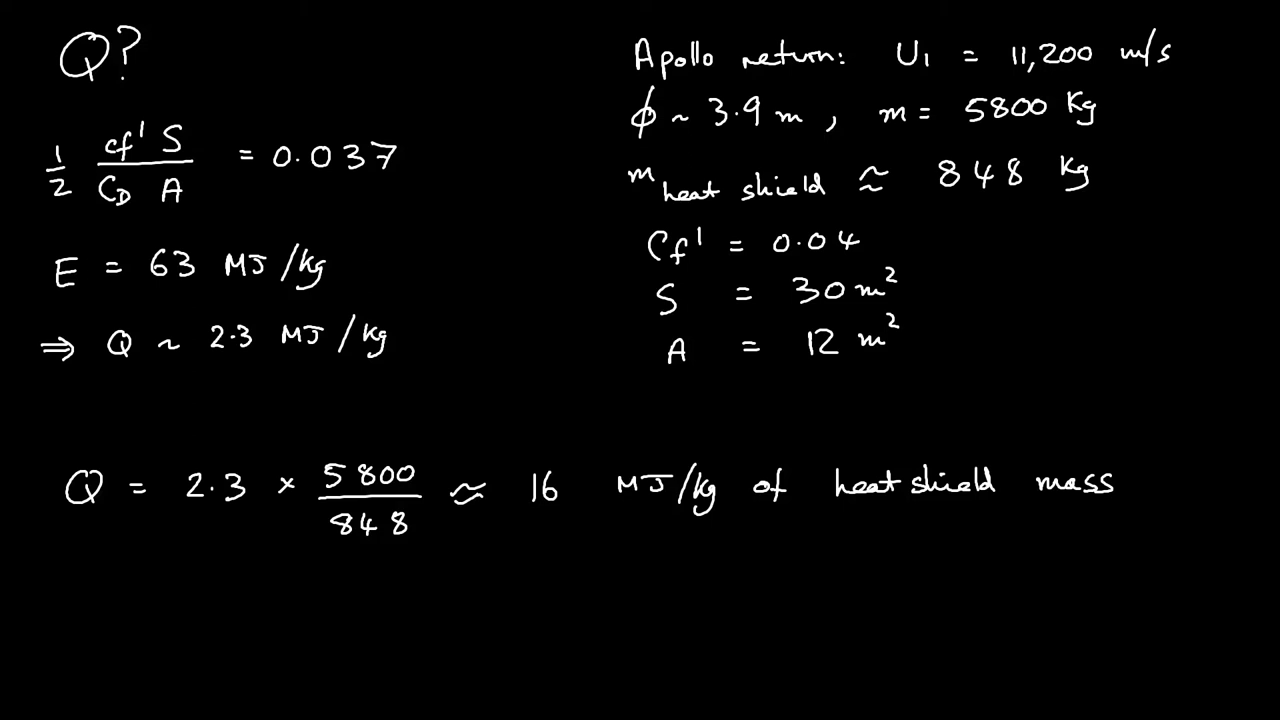 Q?
1/2 cf' S / C_D A = 0.037
E = 63 MJ/kg
⇒ Q ~ 2.3 MJ/kg
Apollo return: U1 = 11,200 m/s
ϕ ~ 3.9 m, m = 5800 Kg
m heat shield ≈ 848 Kg
Cf' = 0.04
S = 30 m²
A = 12 m²
Q = 2.3 × 5800/848 ≈ 16 MJ/kg of heat shield mass